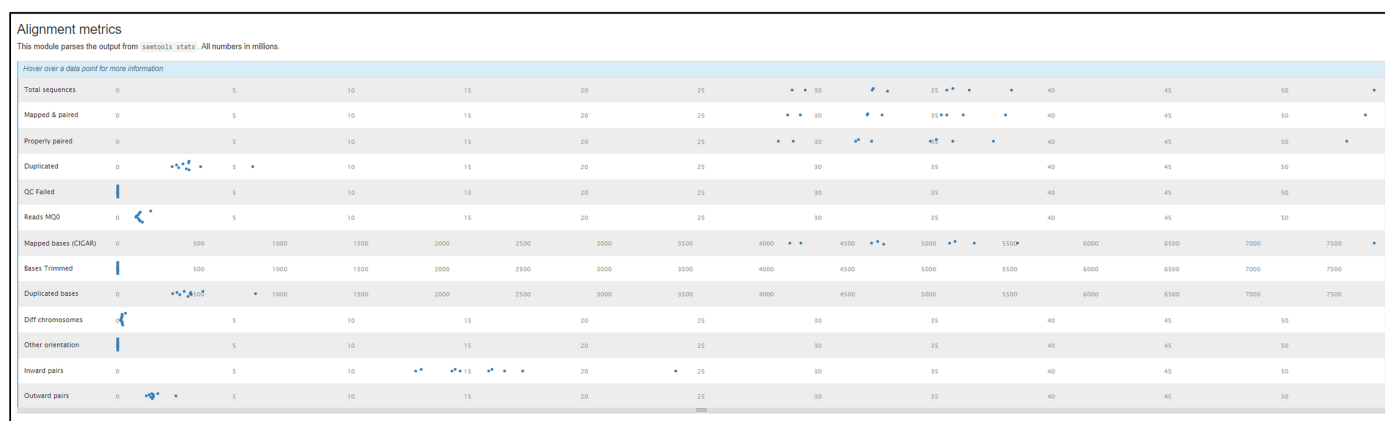 Alignment metrics
This module parses the output from samtools stats. All numbers in millions.
Hover over a data point for more information
Total sequences 0 5 10 15 20 25 30 35 40 45 50
Mapped & paired 0 5 10 15 20 25 30 35 40 45 50
Properly paired 0 5 10 15 20 25 30 35 40 45 50
Duplicated 0 5 10 15 20 25 30 35 40 45 50
QC Failed 0 5 10 15 20 25 30 35 40 45 50
Reads MQ0 0 5 10 15 20 25 30 35 40 45 50
Mapped bases (CIGAR) 0 500 1000 1500 2000 2500 3000 3500 4000 4500 5000 5500 6000 6500 7000 7500
Bases Trimmed 0 500 1000 1500 2000 2500 3000 3500 4000 4500 5000 5500 6000 6500 7000 7500
Duplicated bases 0 500 1000 1500 2000 2500 3000 3500 4000 4500 5000 5500 6000 6500 7000 7500
Diff chromosomes 0 5 10 15 20 25 30 35 40 45 50
Other orientation 0 5 10 15 20 25 30 35 40 45 50
Inward pairs 0 5 10 15 20 25 30 35 40 45 50
Outward pairs 0 5 10 15 20 25 30 35 40 45 50